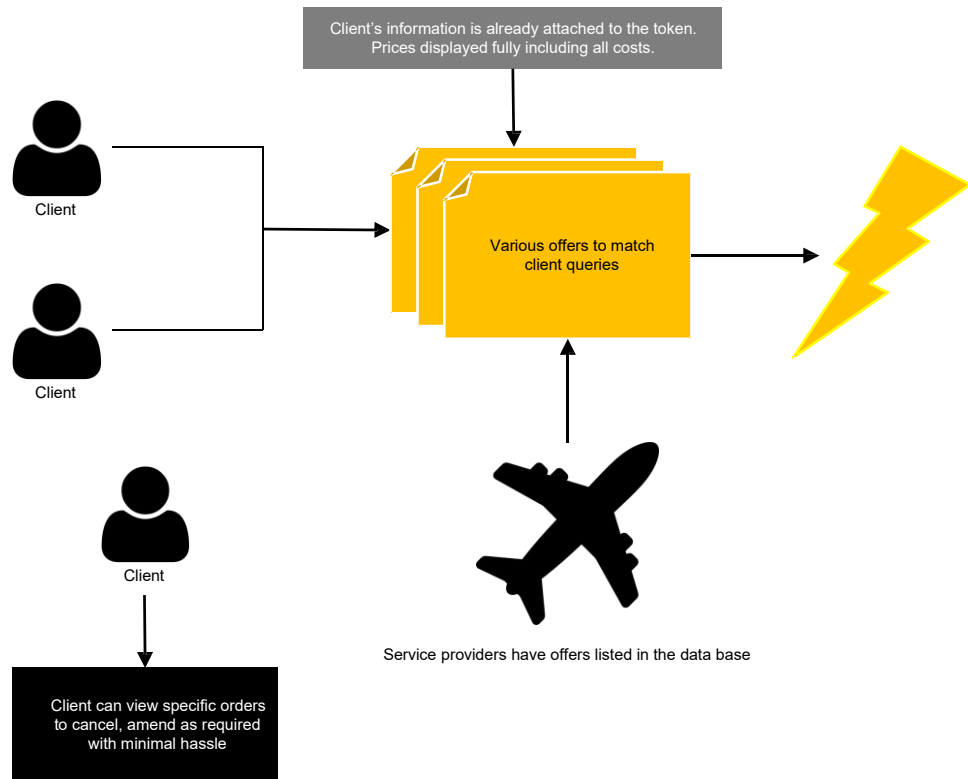 Client’s information is already attached to the token.
Prices displayed fully including all costs.
Client
Various offers to match
client queries
Client
Client
Service providers have offers listed in the data base
Client can view specific orders
to cancel, amend as required
with minimal hassle